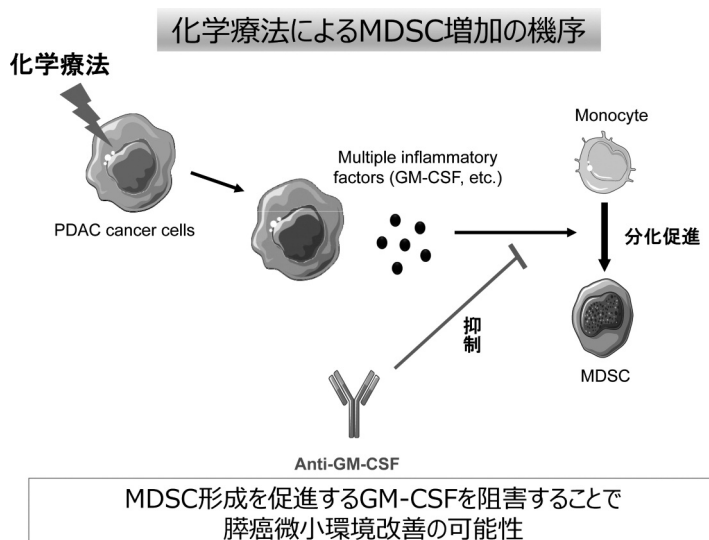 化学療法によるMDSC増加の機序
化学療法
Monocyte
Multiple inflammatory
factors (GM-CSF, etc.)
PDAC cancer cells
分化促進
抑制
MDSC
Anti-GM-CSF
MDSC形成を促進するGM-CSFを阻害することで
膵癌微小環境改善の可能性